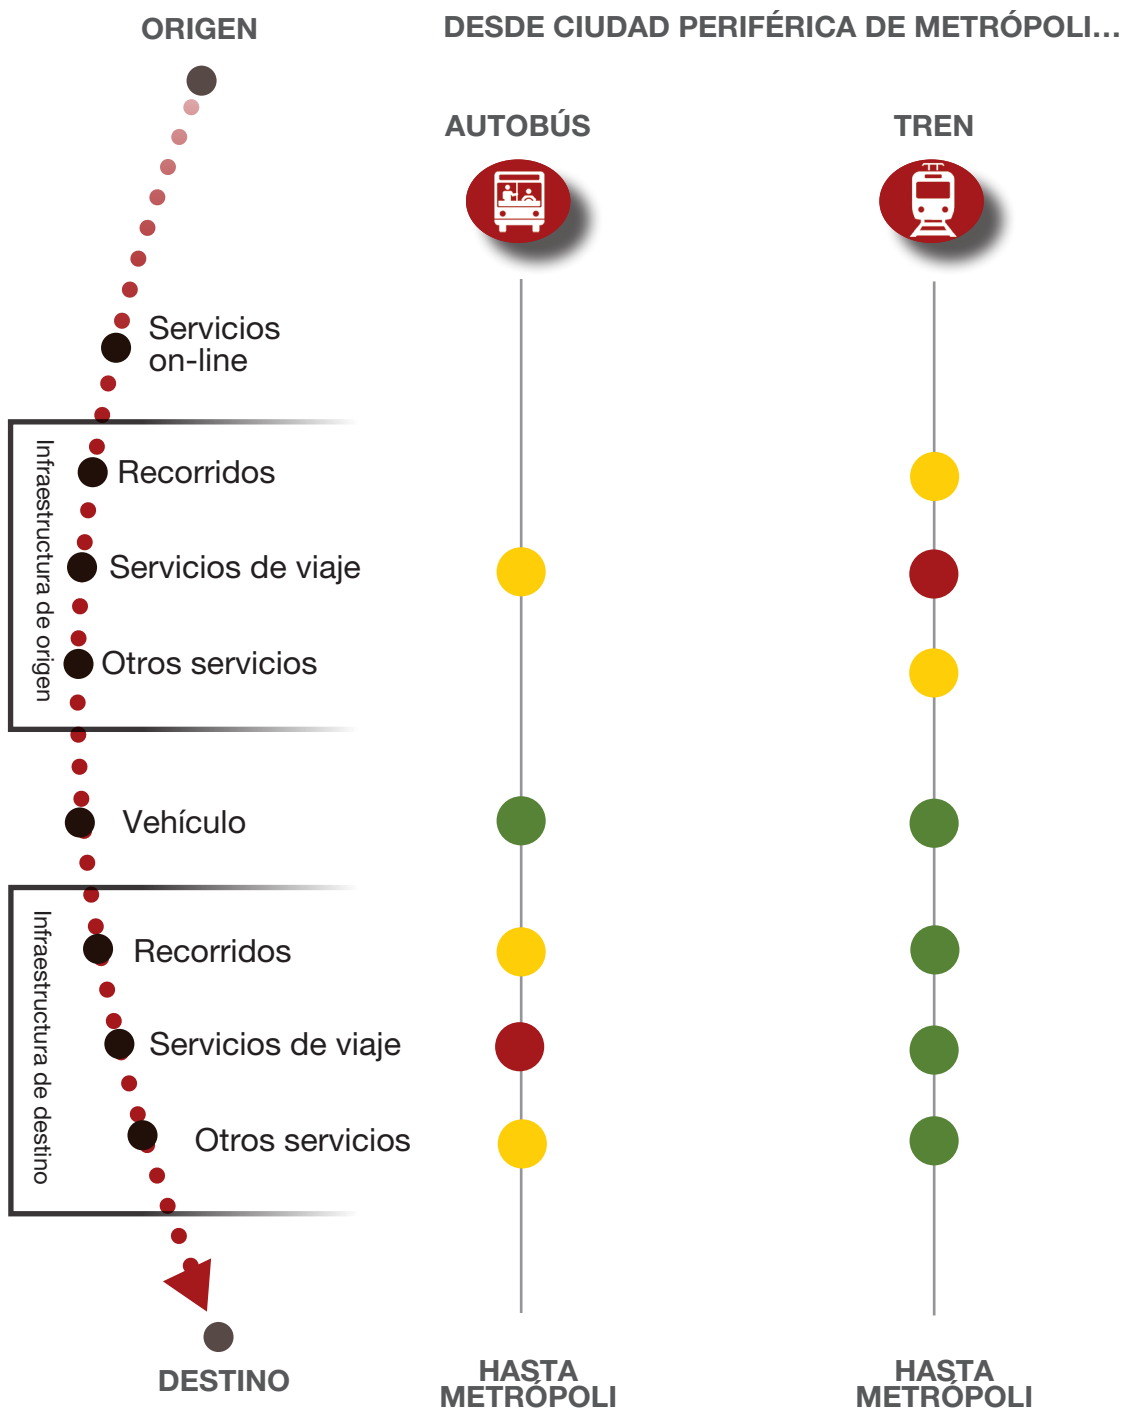 ORIGEN
DESDE CIUDAD PERIFÉRICA DE METRÓPOLI...
AUTOBÚS
TREN
Servicios
on-line
Infraestructura de origen
Recorridos
Servicios de viaje
Otros servicios
Vehículo
Infraestructura de destino
Recorridos
Servicios de viaje
Otros servicios
DESTINO
HASTA
METRÓPOLI
HASTA
METRÓPOLI